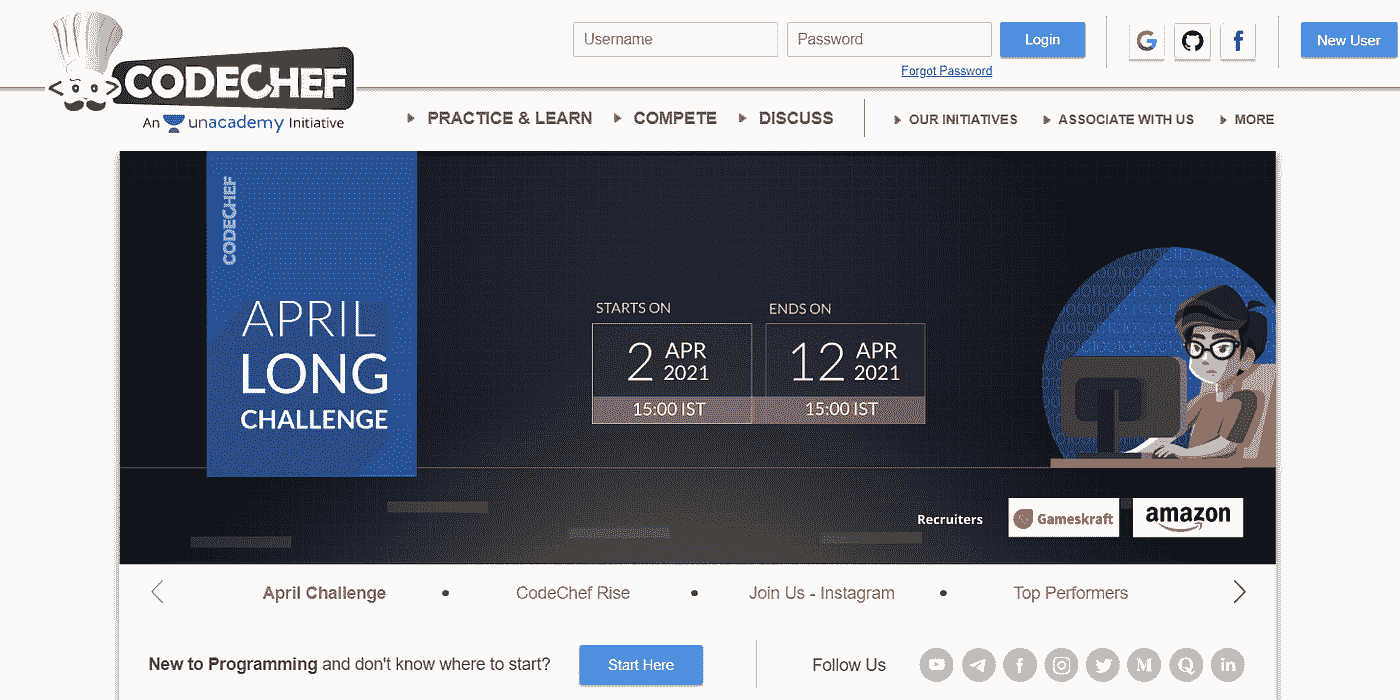 Username
Password
Login
New User
Forgot Password
CODECHEF
An unacademy Initiative
PRACTICE & LEARN
COMPETE
DISCUSS
OUR INITIATIVES
ASSOCIATE WITH US
MORE
CODECHEF
APRIL
LONG
CHALLENGE
STARTS ON
2 APR
2021
15:00 IST
ENDS ON
12 APR
2021
15:00 IST
Recruiters
Gameskraft
amazon
April Challenge
CodeChef Rise
Join Us - Instagram
Top Performers
New to Programming and don't know where to start?
Start Here
Follow Us